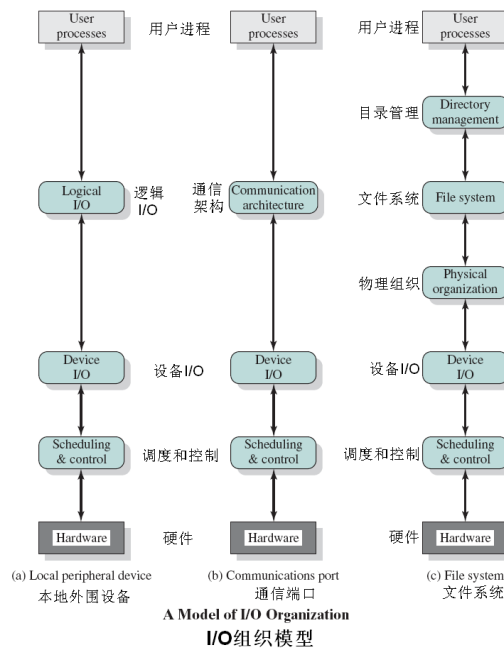 User
processes
用户进程
Logical
I/O
逻辑
I/O
Device
I/O
设备I/O
Scheduling
& control
调度和控制
Hardware
硬件
(a) Local peripheral device
本地外围设备
User
processes
通信
架构
Communication
architecture
Device
I/O
Scheduling
& control
Hardware
(b) Communications port
通信端口
用户进程
User
processes
目录管理
Directory
management
文件系统
File system
物理组织
Physical
organization
设备I/O
Device
I/O
调度和控制
Scheduling
& control
硬件
Hardware
(c) File system
文件系统
A Model of I/O Organization
I/O组织模型